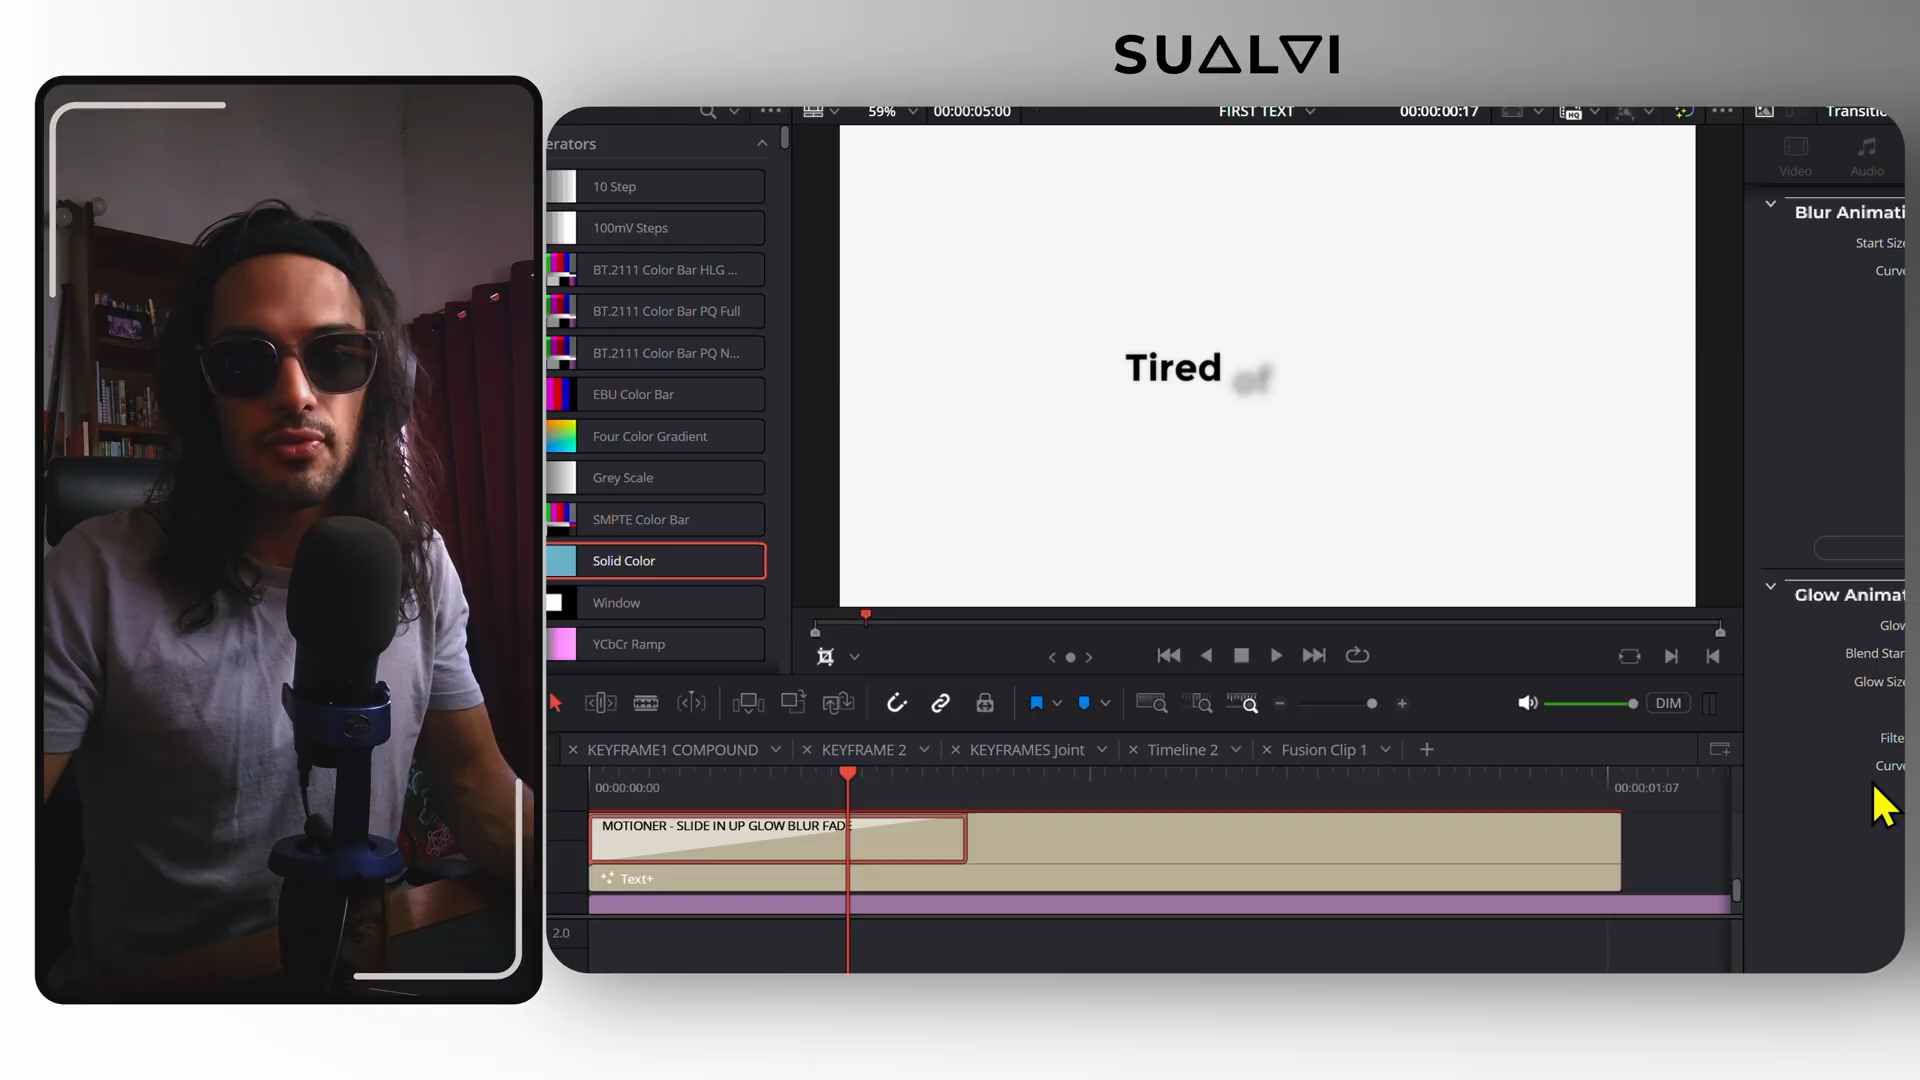 SUALVI
59%
00:00:05:00
FIRST TEXT
00:00:00:17
HQ
Transitic
erators
10 Step
100mV Steps
BT.2111 Color Bar HLG ...
BT.2111 Color Bar PQ Full
BT.2111 Color Bar PQ N...
EBU Color Bar
Four Color Gradient
Grey Scale
SMPTE Color Bar
Solid Color
Window
YCbCr Ramp
Tired of
Video
Audio
Blur Animati
Start Size
Curve
Glow Animat
Glow
Blend Star
Glow Size
Filte
Curve
DIM
KEYFRAME1 COMPOUND
KEYFRAME 2
KEYFRAMES Joint
Timeline 2
Fusion Clip 1
00:00:00:00
00:00:01:07
MOTIONER - SLIDE IN UP GLOW BLUR FADE
Text+
2.0